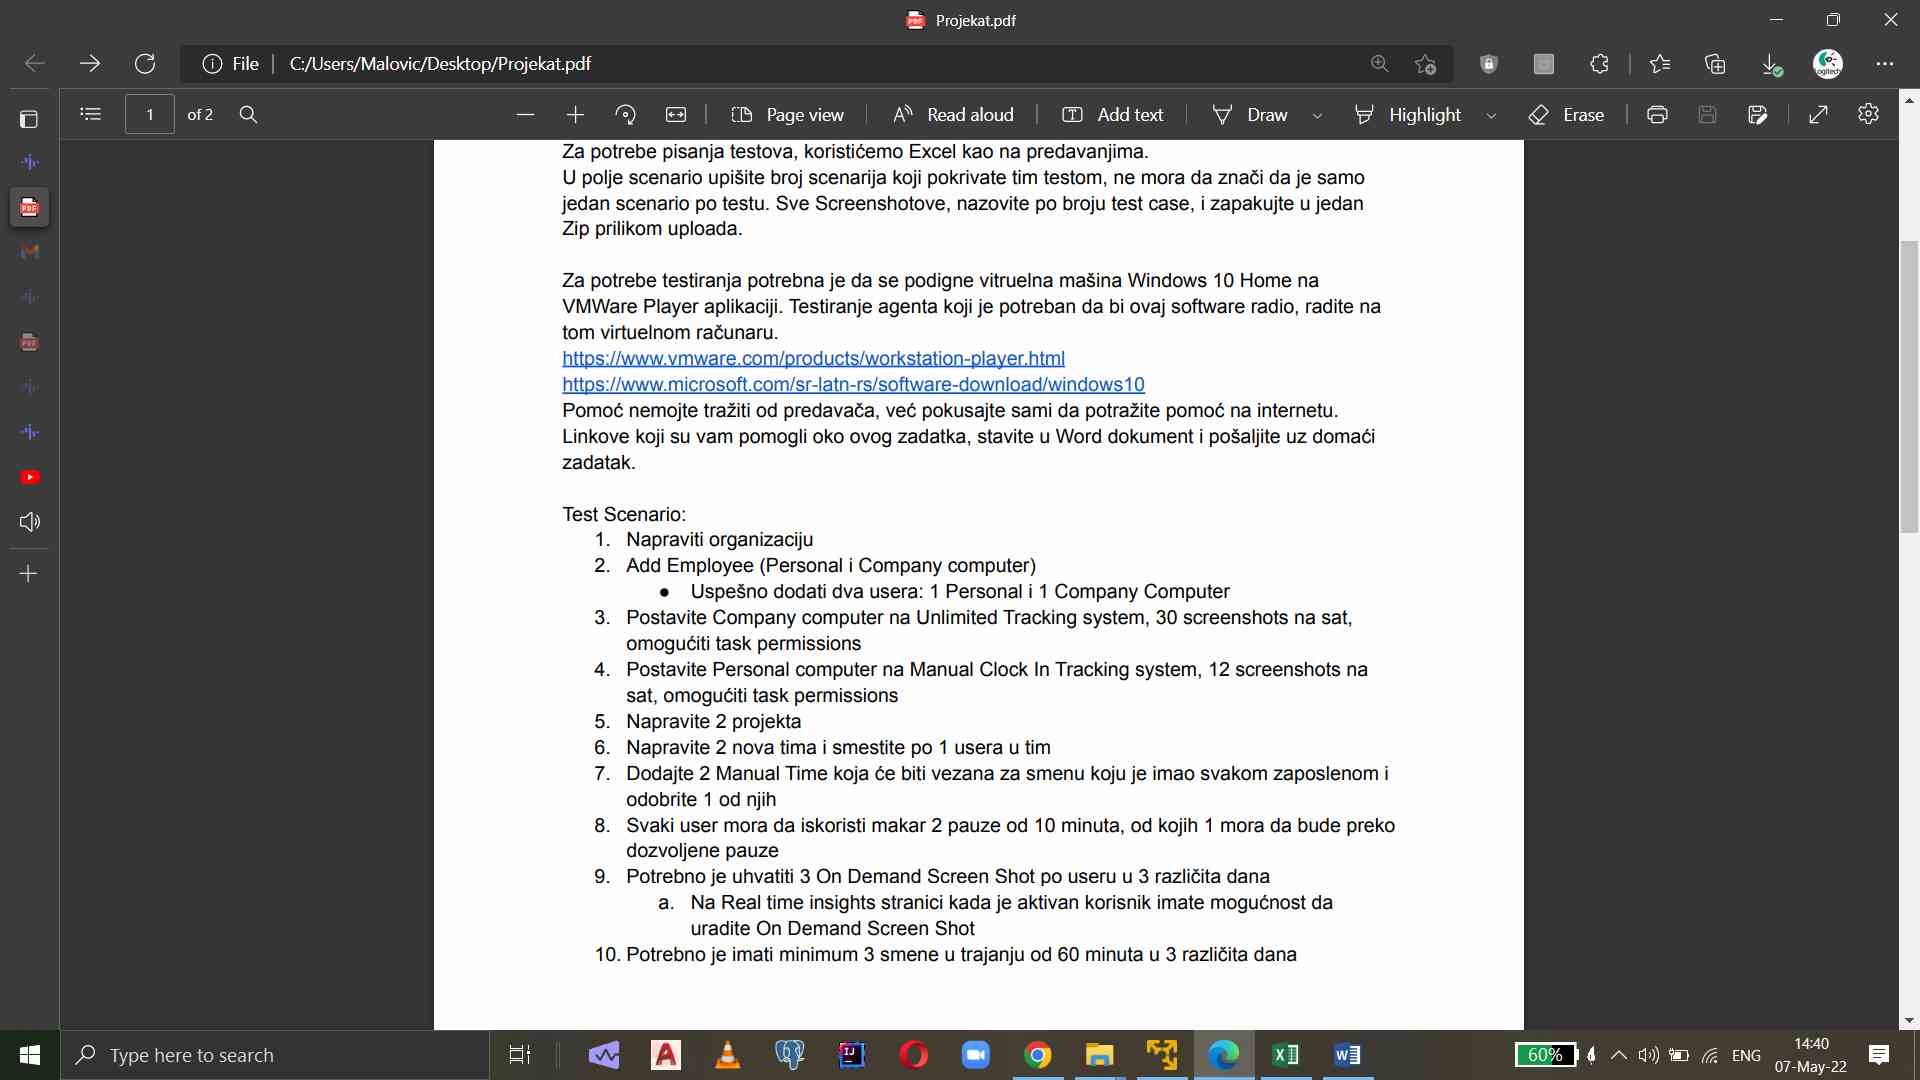 Projekat.pdf
File
C:/Users/Malovic/Desktop/Projekat.pdf
1 of 2
Page view
Read aloud
Add text
Draw
Highlight
Erase
Za potrebe pisanja testova, koristićemo Excel kao na predavanjima.
U polje scenario upišite broj scenarija koji pokrivate tim testom, ne mora da znači da je samo
jedan scenario po testu. Sve Screenshotove, nazovite po broju test case, i zapakujte u jedan
Zip prilikom uploada.
Za potrebe testiranja potrebna je da se podigne vitruelna mašina Windows 10 Home na
VMWare Player aplikaciji. Testiranje agenta koji je potreban da bi ovaj software radio, radite na
tom virtuelnom računaru.
https://www.vmware.com/products/workstation-player.html
https://www.microsoft.com/sr-latn-rs/software-download/windows10
Pomoć nemojte tražiti od predavača, već pokusajte sami da potražite pomoć na internetu.
Linkove koji su vam pomogli oko ovog zadatka, stavite u Word dokument i pošaljite uz domaći
zadatak.
Test Scenario:
1. Napraviti organizaciju
2. Add Employee (Personal i Company computer)
● Uspešno dodati dva usera: 1 Personal i 1 Company Computer
3. Postavite Company computer na Unlimited Tracking system, 30 screenshots na sat,
omogućiti task permissions
4. Postavite Personal computer na Manual Clock In Tracking system, 12 screenshots na
sat, omogućiti task permissions
5. Napravite 2 projekta
6. Napravite 2 nova tima i smestite po 1 usera u tim
7. Dodajte 2 Manual Time koja će biti vezana za smenu koju je imao svakom zaposlenom i
odobrite 1 od njih
8. Svaki user mora da iskoristi makar 2 pauze od 10 minuta, od kojih 1 mora da bude preko
dozvoljene pauze
9. Potrebno je uhvatiti 3 On Demand Screen Shot po useru u 3 različita dana
a. Na Real time insights stranici kada je aktivan korisnik imate mogućnost da
uradite On Demand Screen Shot
10. Potrebno je imati minimum 3 smene u trajanju od 60 minuta u 3 različita dana
Type here to search
60%
ENG
14:40
07-May-22